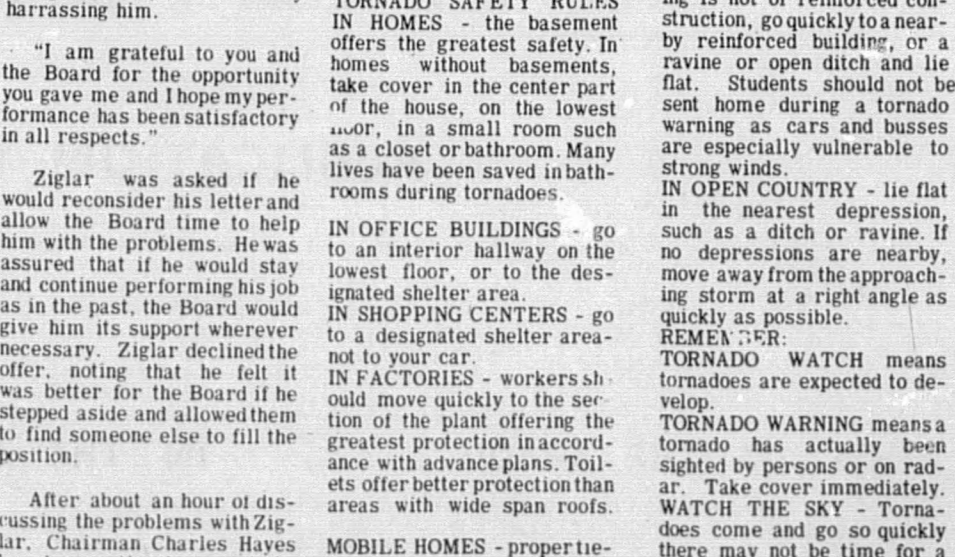 harrassing him.
"I am grateful to you and
the Board for the opportunity
you gave me and I hope my per-
formance has been satisfactory
in all respects."
Ziglar was asked if he
would reconsider his letter and
allow the Board time to help
him with the problems. He was
assured that if he would stay
and continue performing his job
as in the past, the Board would
give him its support wherever
necessary. Ziglar declined the
offer, noting that he felt it
was better for the Board if he
stepped aside and allowed them
to find someone else to fill the
position.
After about an hour of dis-
cussing the problems with Zig-
lar, Chairman Charles Hayes
TORNADO SAFETY RULES
IN HOMES - the basement
offers the greatest safety. In
homes without basements,
take cover in the center part
of the house, on the lowest
floor, in a small room such
as a closet or bathroom. Many
lives have been saved in bath-
rooms during tornadoes.
IN OFFICE BUILDINGS - go
to an interior hallway on the
lowest floor, or to the des-
ignated shelter area.
IN SHOPPING CENTERS - go
to a designated shelter area-
not to your car.
IN FACTORIES - workers sh-
ould move quickly to the sec-
tion of the plant offering the
greatest protection in accord-
ance with advance plans. Toil-
ets offer better protection than
areas with wide span roofs.
MOBILE HOMES - proper tie-
ing is not of reinforced con-
struction, go quickly to a near-
by reinforced building, or a
ravine or open ditch and lie
flat. Students should not be
sent home during a tornado
warning as cars and busses
are especially vulnerable to
strong winds.
IN OPEN COUNTRY - lie flat
in the nearest depression,
such as a ditch or ravine. If
no depressions are nearby,
move away from the approach-
ing storm at a right angle as
quickly as possible.
REMEMBER:
TORNADO WATCH means
tornadoes are expected to de-
velop.
TORNADO WARNING means a
tornado has actually been
sighted by persons or on rad-
ar. Take cover immediately.
WATCH THE SKY - Torna-
does come and go so quickly
there may not be time for a